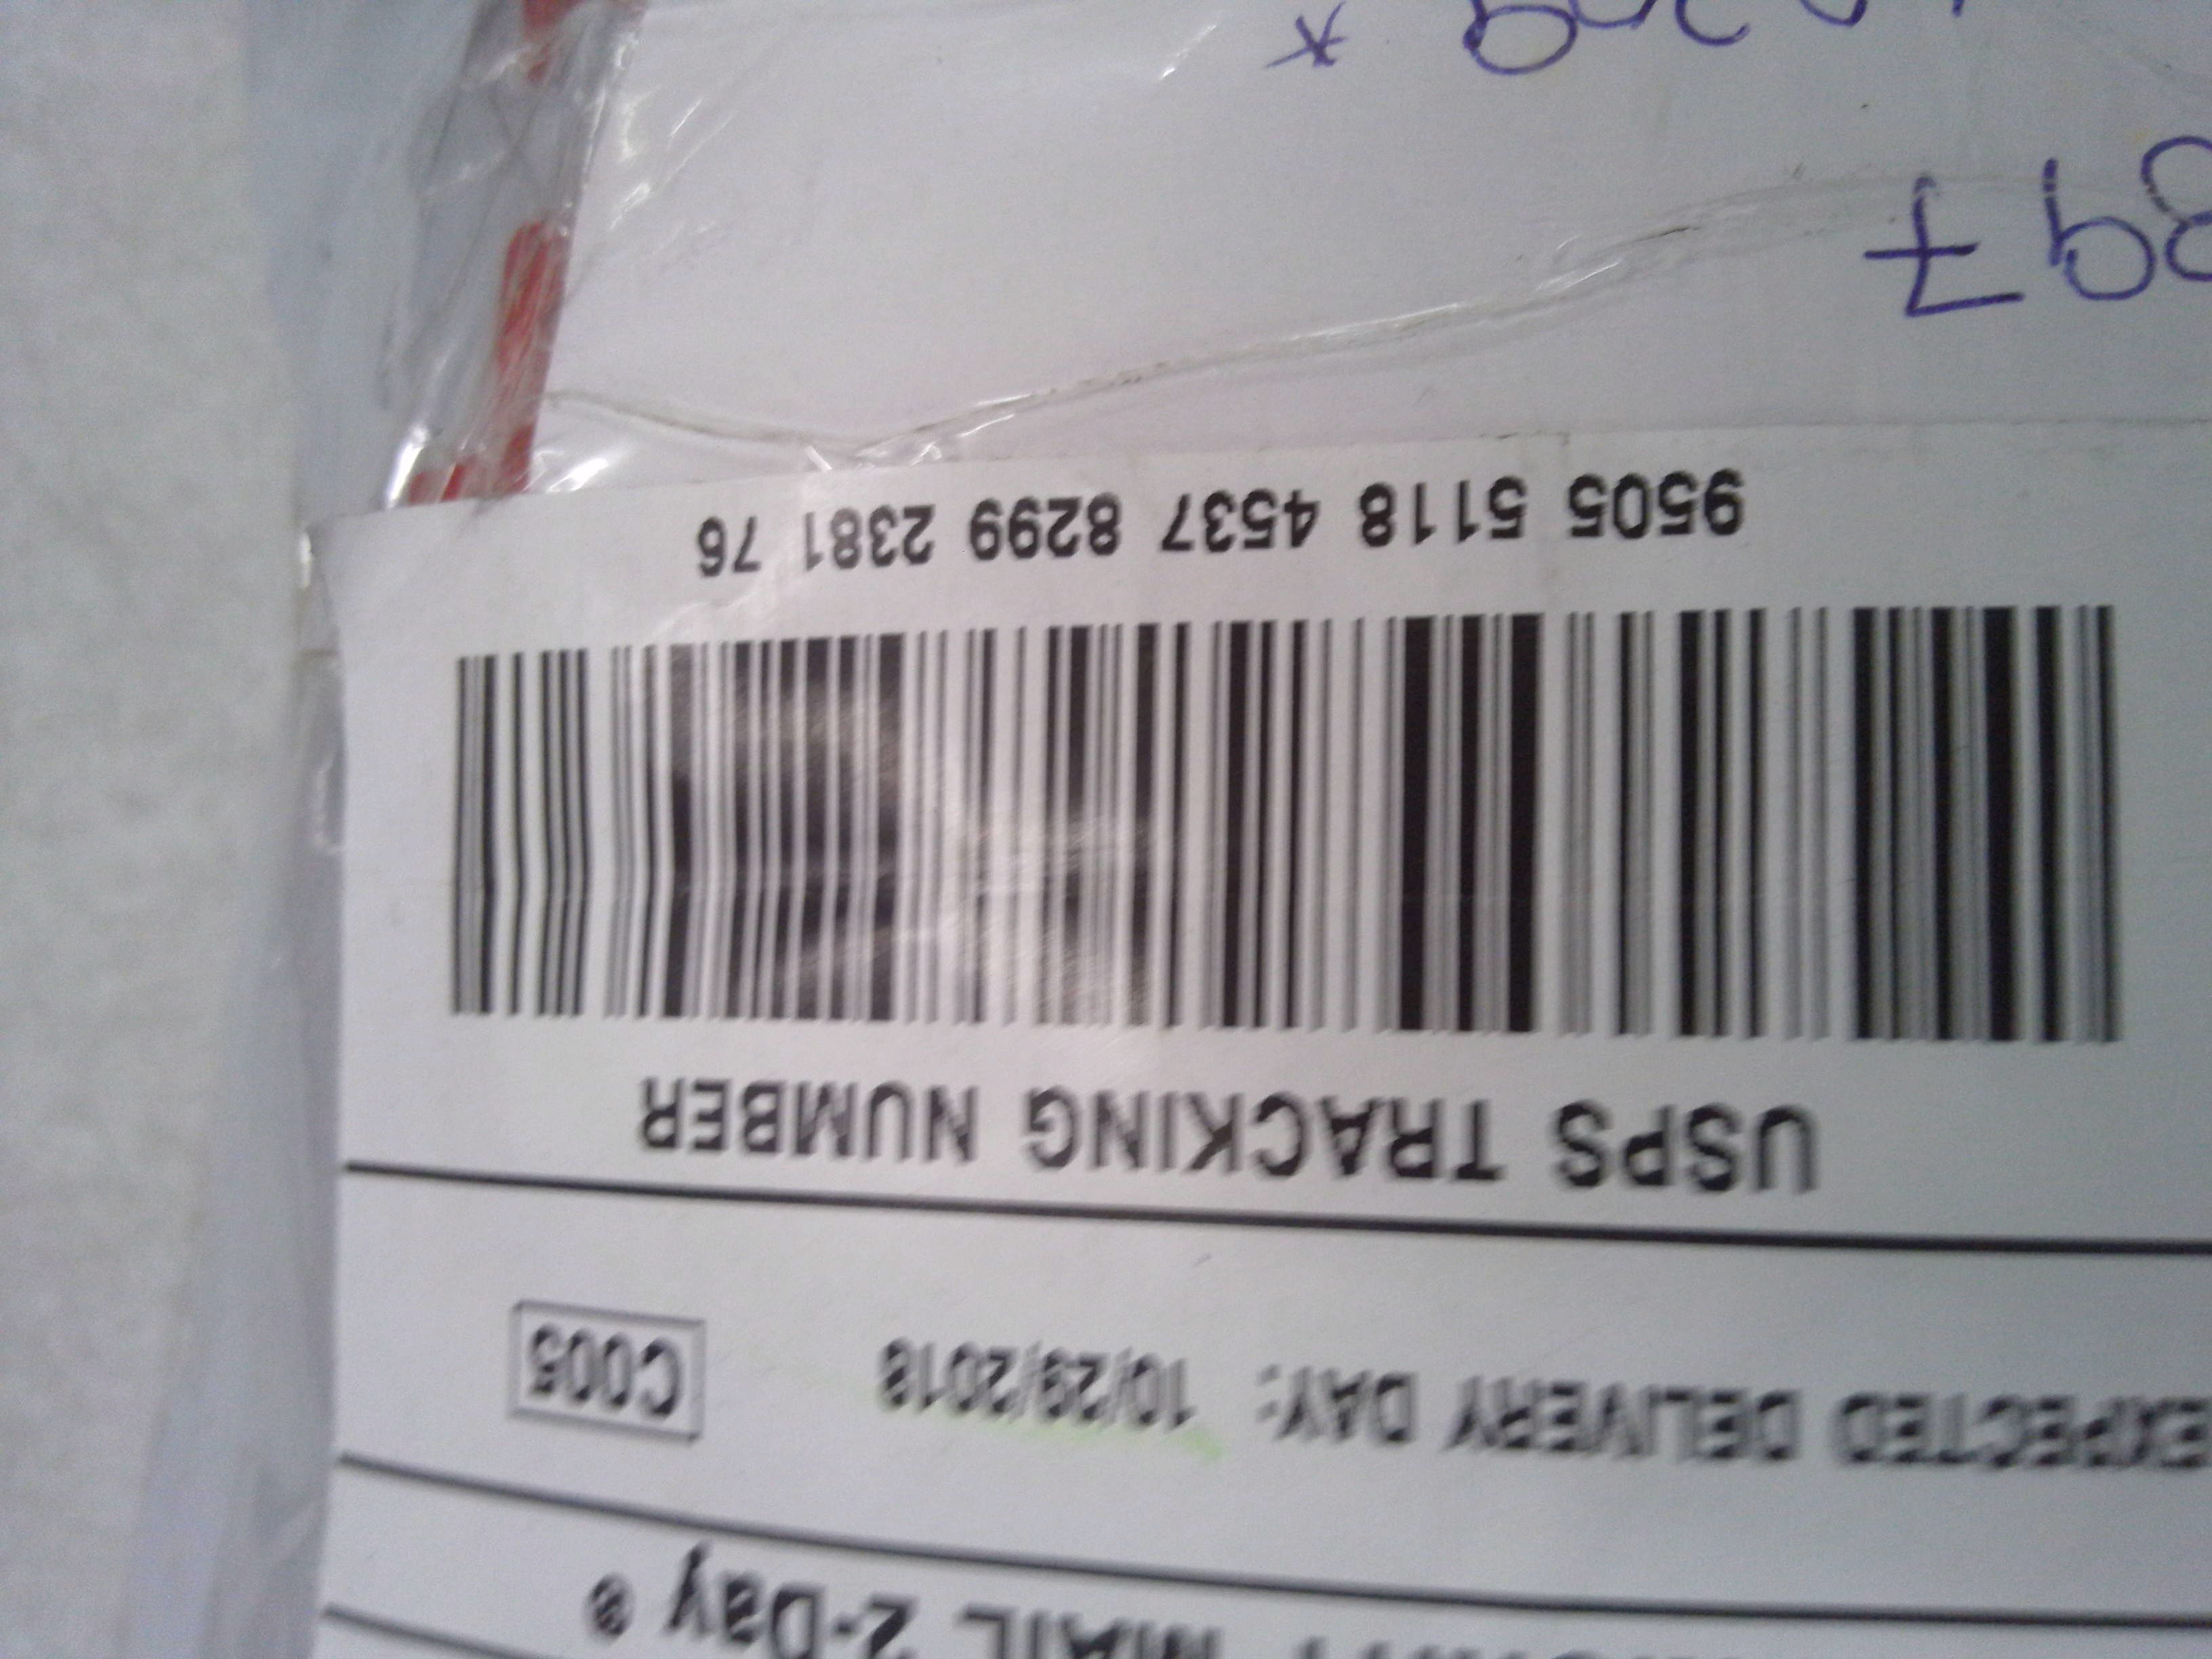 MAIL 2-Day ®
EXPECTED DELIVERY DAY: 10/29/2018
C005
USPS TRACKING NUMBER
9505 5118 4537 8299 2381 76